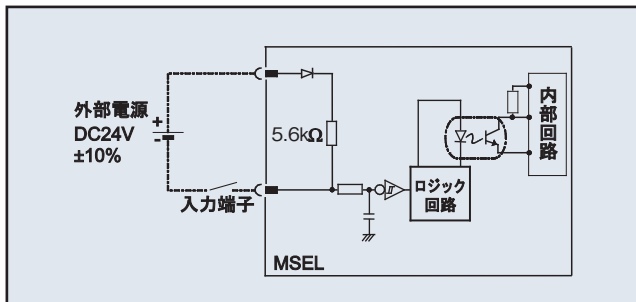 外部電源
DC24V
±10%
+
-
5.6kΩ
入力端子
ロジック
回路
内部回路
MSEL